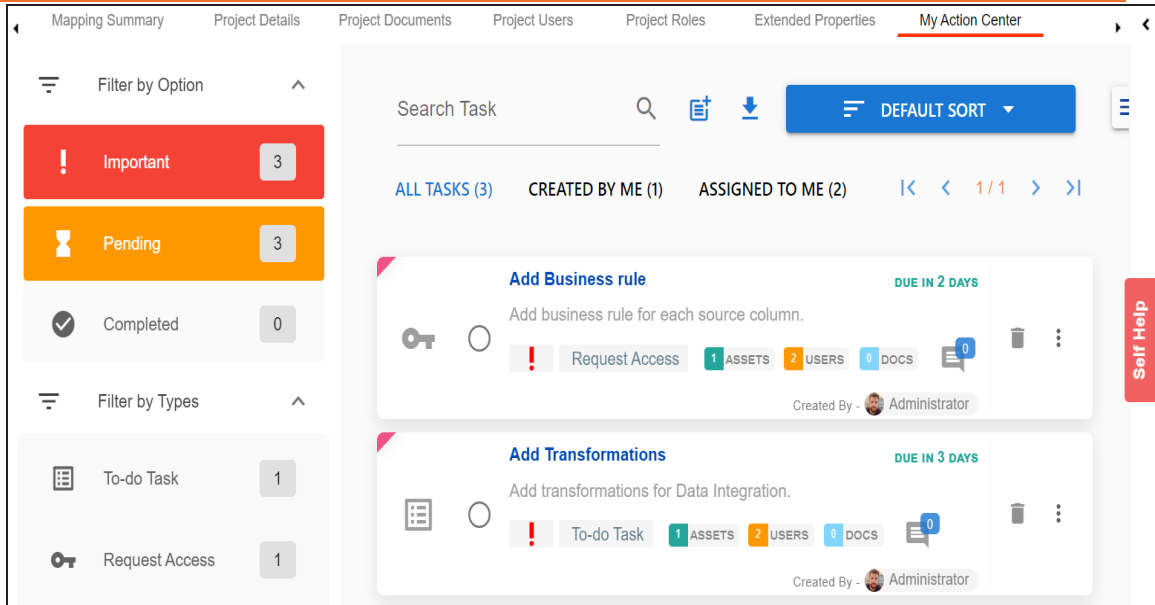 Mapping Summary Project Details Project Documents Project Users Project Roles Extended Properties My Action Center
Filter by Option
Important 3
Pending 3
Completed 0
Filter by Types
To-do Task 1
Request Access 1
Search Task DEFAULT SORT
ALL TASKS (3) CREATED BY ME (1) ASSIGNED TO ME (2) 1 / 1
Add Business rule DUE IN 2 DAYS
Add business rule for each source column.
Request Access 1 ASSETS 2 USERS 0 DOCS 0
Created By - Administrator
Add Transformations DUE IN 3 DAYS
Add transformations for Data Integration.
To-do Task 1 ASSETS 2 USERS 0 DOCS 0
Created By - Administrator
Self Help